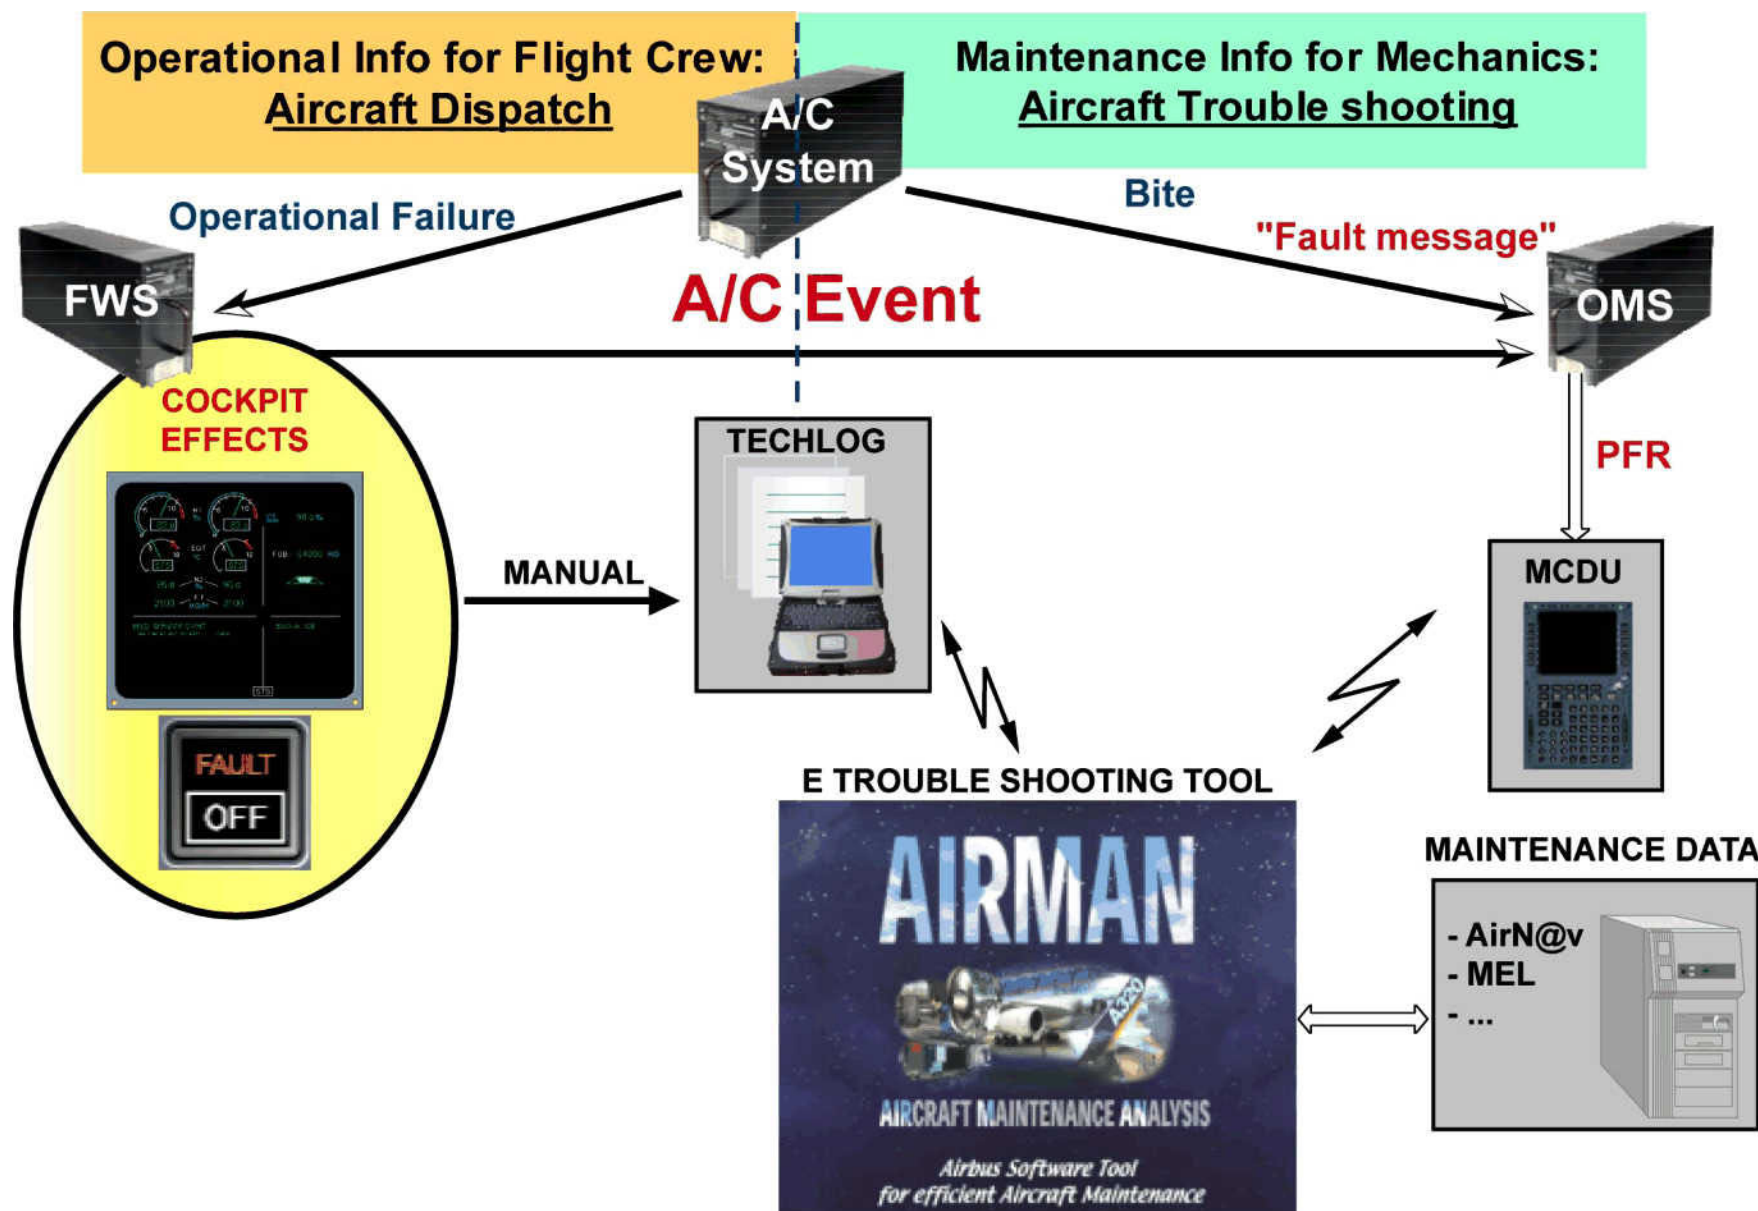 Operational Info for Flight Crew:
Aircraft Dispatch
Maintenance Info for Mechanics:
Aircraft Trouble shooting
A/C
System
Operational Failure
Bite
"Fault message"
FWS
A/C Event
OMS
COCKPIT
EFFECTS
TECHLOG
PFR
MANUAL
MCDU
STS
FAULT
OFF
E TROUBLE SHOOTING TOOL
AIRMAN
A320
AIRCRAFT MAINTENANCE ANALYSIS
Airbus Software Tool
for efficient Aircraft Maintenance
MAINTENANCE DATA
- AirN@v
- MEL
- ...